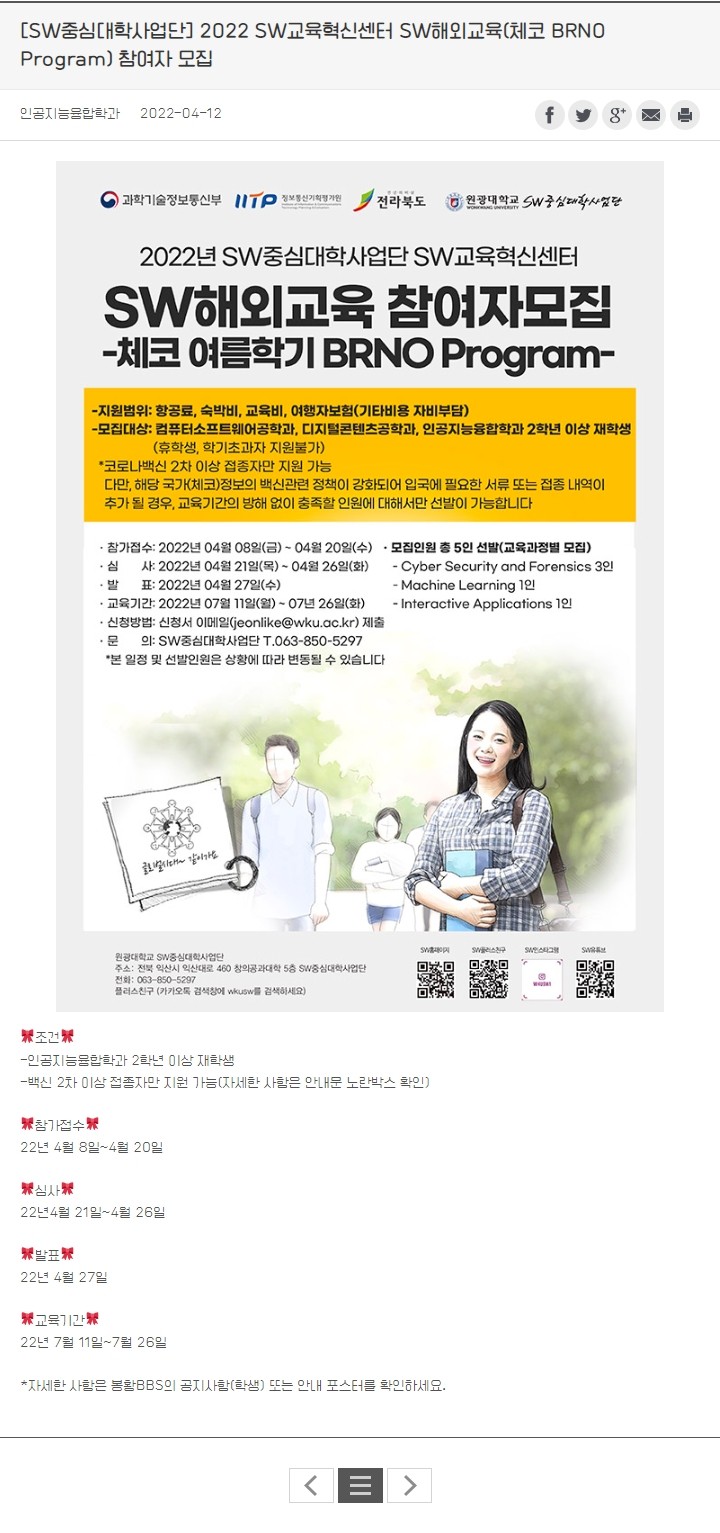 [SW중심대학사업단] 2022 SW교육혁신센터 SW해외교육(체코 BRNO
Program) 참여자 모집
인공지능융합학과 2022-04-12
과학기술정보통신부 IITP 정보통신기획평가원 전라북도 원광대학교 WONKWANG UNIVERSITY SW중심대학사업단
2022년 SW중심대학사업단 SW교육혁신센터
SW해외교육 참여자모집
-체코 여름학기 BRNO Program-
-지원범위: 항공료, 숙박비, 교육비, 여행자보험(기타비용 자비부담)
-모집대상: 컴퓨터소프트웨어공학과, 디지털콘텐츠공학과, 인공지능융합학과 2학년 이상 재학생
(휴학생, 학기초과자 지원불가)
*코로나백신 2차 이상 접종자만 지원 가능
다만, 해당 국가(체코)정보의 백신관련 정책이 강화되어 입국에 필요한 서류 또는 접종 내역이
추가 될 경우, 교육기간의 방해 없이 충족할 인원에 대해서만 선발이 가능합니다
· 참가접수: 2022년 04월 08일(금) ~ 04월 20일(수)
· 심 사: 2022년 04월 21일(목) ~ 04월 26일(화)
· 발 표: 2022년 04월 27일(수)
· 교육기간: 2022년 07월 11일(월) ~ 07년 26일(화)
· 신청방법: 신청서 이메일(jeonlike@wku.ac.kr) 제출
· 문 의: SW중심대학사업단 T.063-850-5297
*본 일정 및 선발인원은 상황에 따라 변동될 수 있습니다
· 모집인원 총 5인 선발(교육과정별 모집)
- Cyber Security and Forensics 3인
- Machine Learning 1인
- Interactive Applications 1인
글로벌시대~ 같이가요
원광대학교 SW중심대학사업단
주소: 전북 익산시 익산대로 460 창의공과대학 5층 SW중심대학사업단
전화: 063-850-5297
플러스친구 (카카오톡 검색창에 wkusw를 검색하세요)
SW홈페이지 SW플러스친구 SW인스타그램 SW유튜브
조건
-인공지능융합학과 2학년 이상 재학생
-백신 2차 이상 접종자만 지원 가능(자세한 사항은 안내문 노란박스 확인)
참가접수
22년 4월 8일~4월 20일
심사
22년4월 21일~4월 26일
발표
22년 4월 27일
교육기간
22년 7월 11일~7월 26일
*자세한 사항은 봉황BBS의 공지사항(학생) 또는 안내 포스터를 확인하세요.